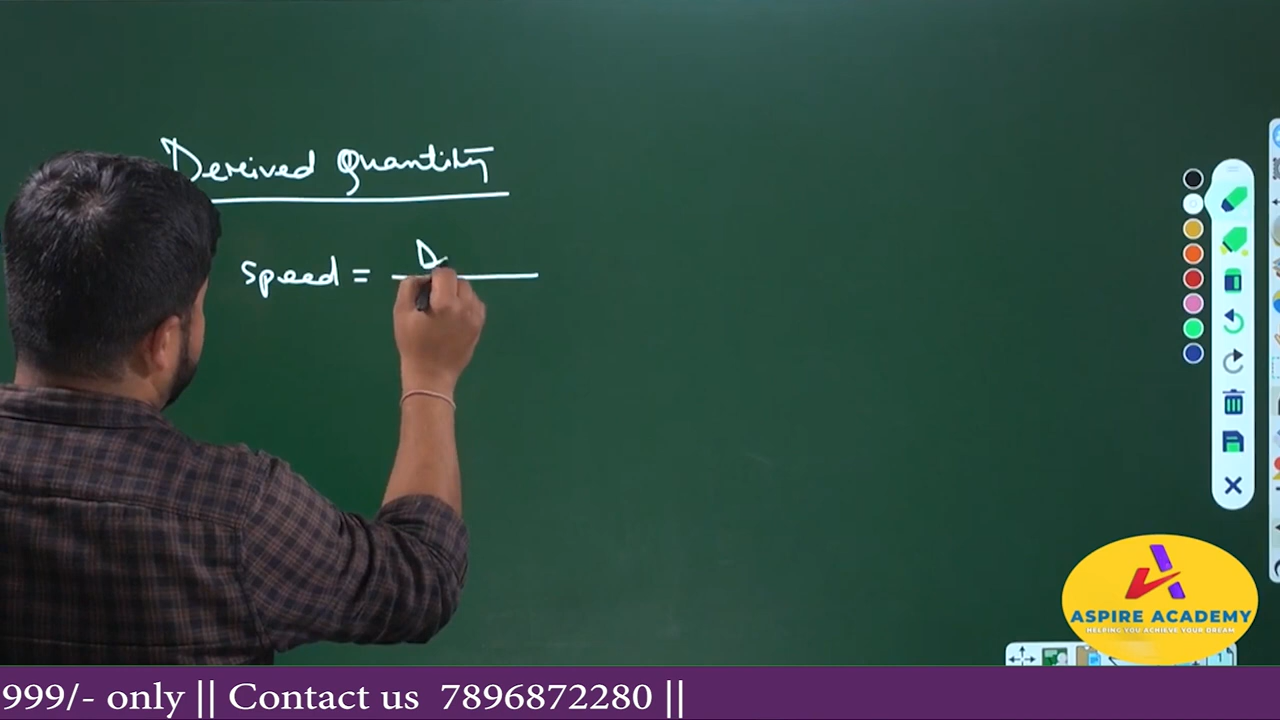 Derived Quantity
Speed = D
ASPIRE ACADEMY
HELPING YOU ACHIEVE YOUR DREAM
999/- only || Contact us 7896872280 ||